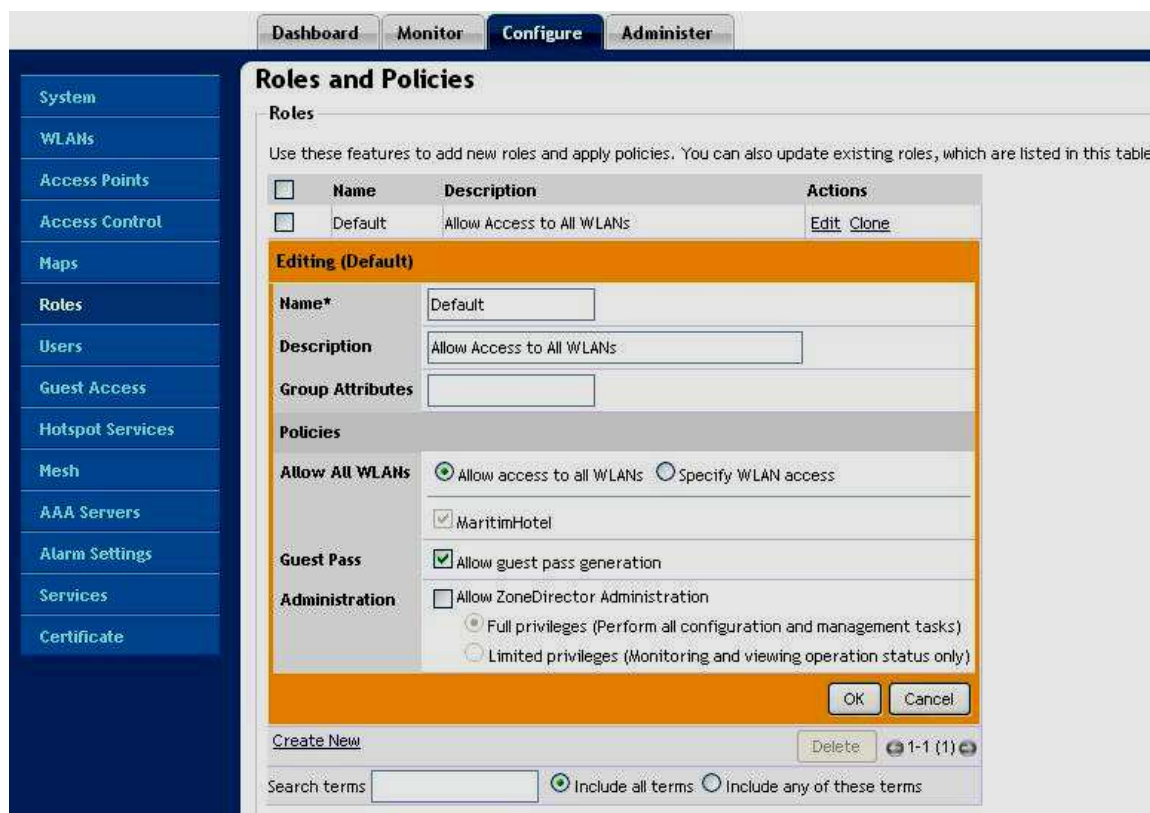 Dashboard Monitor Configure Administer
System
WLANs
Access Points
Access Control
Maps
Roles
Users
Guest Access
Hotspot Services
Mesh
AAA Servers
Alarm Settings
Services
Certificate
Roles and Policies
Roles
Use these features to add new roles and apply policies. You can also update existing roles, which are listed in this table
Name Description Actions
Default Allow Access to All WLANs Edit Clone
Editing (Default)
Name* Default
Description Allow Access to All WLANs
Group Attributes
Policies
Allow All WLANs Allow access to all WLANs Specify WLAN access
MaritimHotel
Guest Pass Allow guest pass generation
Administration Allow ZoneDirector Administration
Full privileges (Perform all configuration and management tasks)
Limited privileges (Monitoring and viewing operation status only)
OK Cancel
Create New Delete 1-1 (1)
Search terms Include all terms Include any of these terms